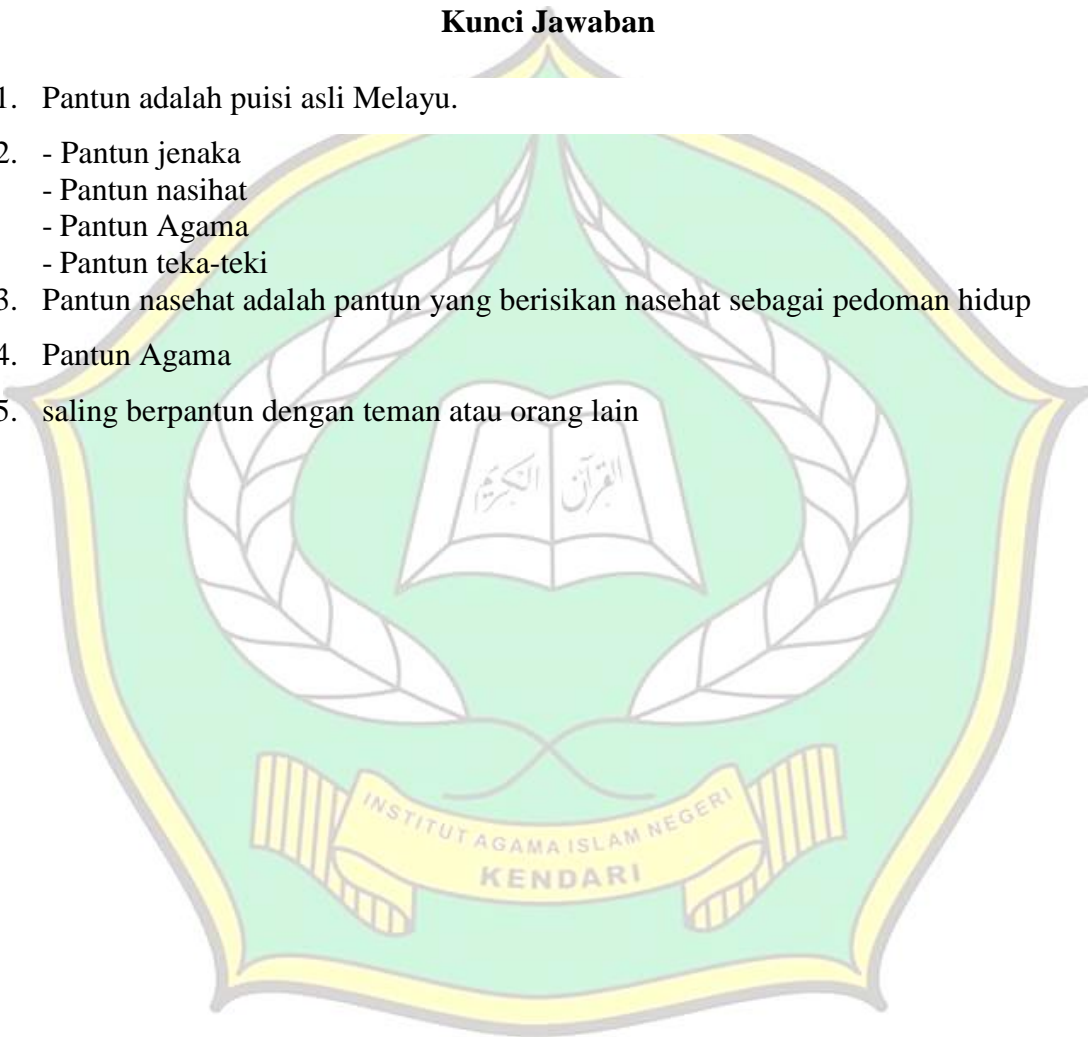 Kunci Jawaban
1. Pantun adalah puisi asli Melayu.
2. - Pantun jenaka
- Pantun nasihat
- Pantun Agama
- Pantun teka-teki
3. Pantun nasehat adalah pantun yang berisikan nasehat sebagai pedoman hidup
4. Pantun Agama
5. saling berpantun dengan teman atau orang lain
القرآن الكريم
INSTITUT AGAMA ISLAM NEGERI
KENDARI